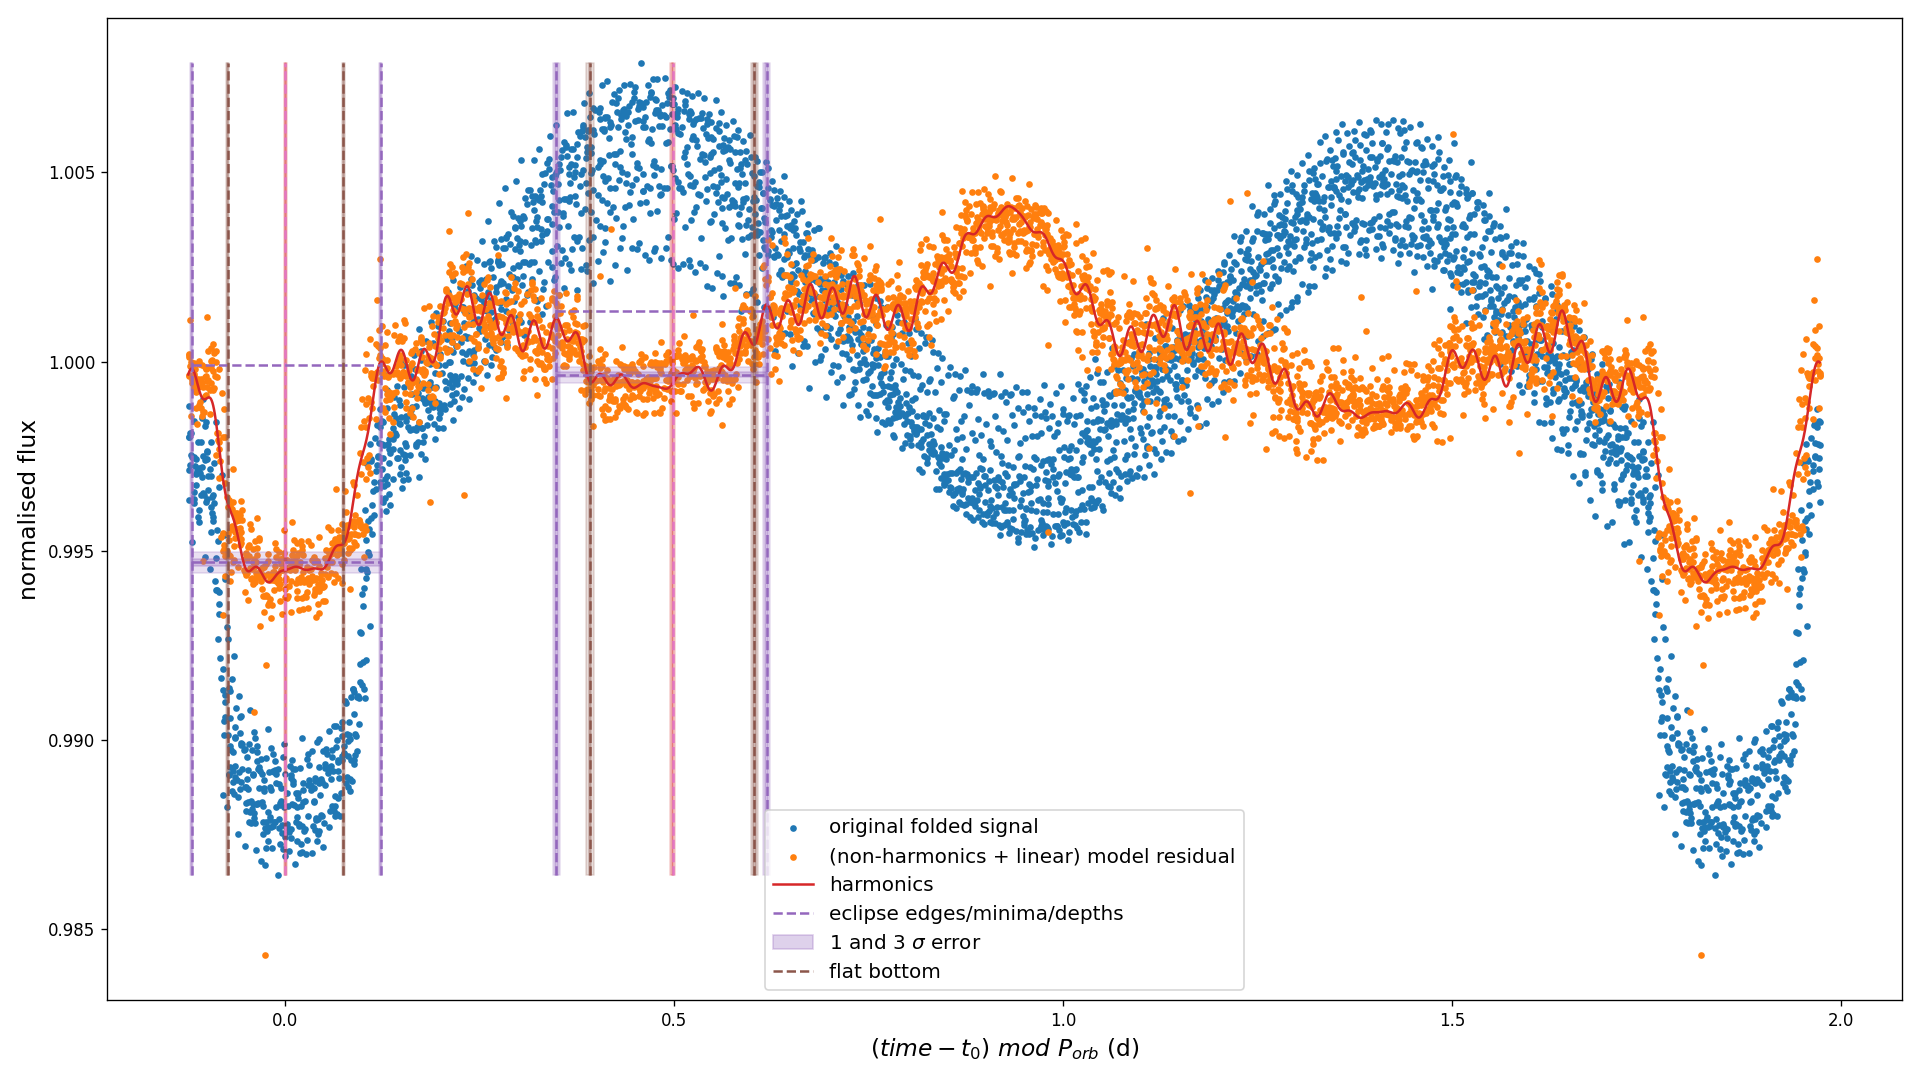 normalised flux
1.005
1.000
0.995
0.990
0.985
original folded signal
(non-harmonics + linear) model residual
harmonics
eclipse edges/minima/depths
1 and 3 σ error
flat bottom
0.0 0.5 1.0 1.5 2.0
(time − t₀) mod Pₒᵣb (d)